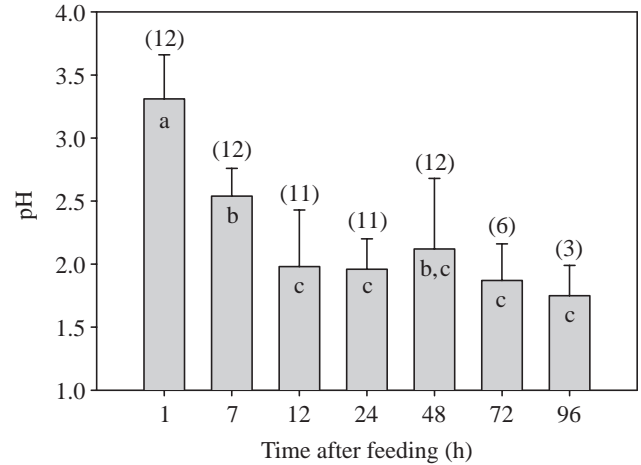 4.0
3.5
3.0
2.5
2.0
1.5
1.0
pH
(12)
a
(12)
b
(11)
c
(11)
c
(12)
b,c
(6)
c
(3)
c
1 7 12 24 48 72 96
Time after feeding (h)